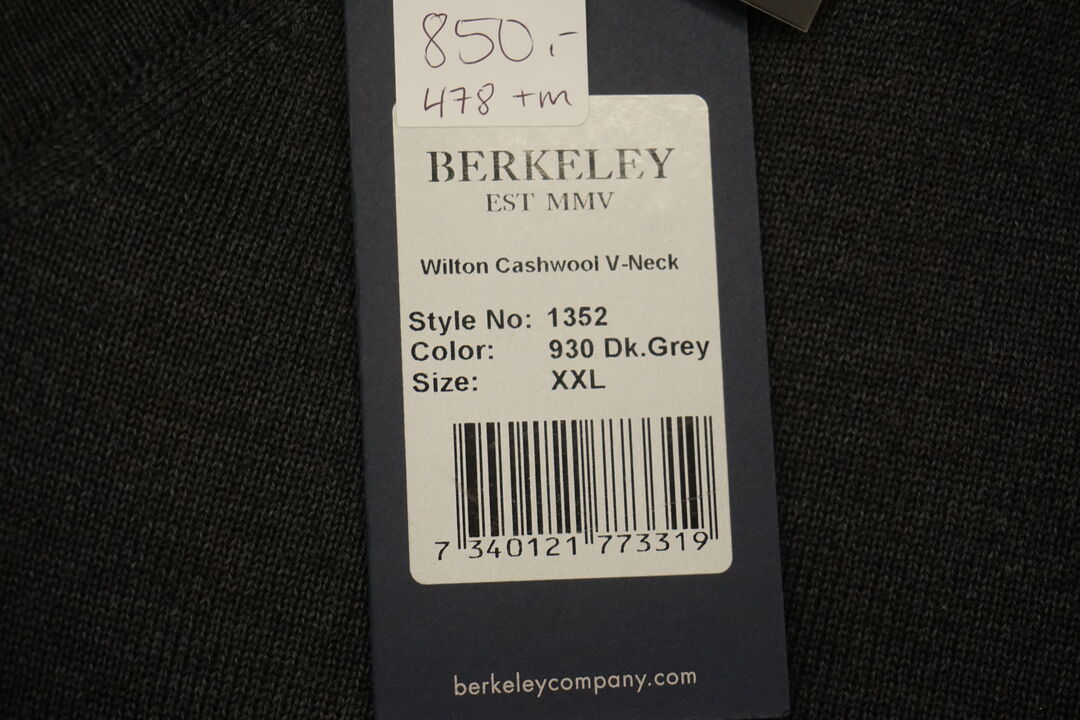 850.-
478 +m
BERKELEY
EST MMV
Wilton Cashwool V-Neck
Style No: 1352
Color: 930 Dk.Grey
Size: XXL
7 340121 773319
berkeleycompany.com